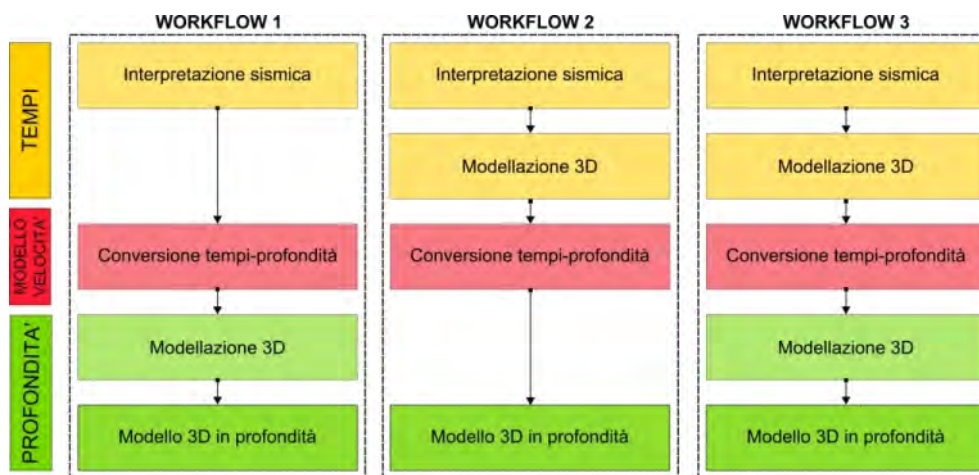 WORKFLOW 1
WORKFLOW 2
WORKFLOW 3
TEMPI
Interpretazione sismica
Interpretazione sismica
Interpretazione sismica
Modellazione 3D
Modellazione 3D
MODELLO
VELOCITA'
Conversione tempi-profondità
Conversione tempi-profondità
Conversione tempi-profondità
PROFONDITA'
Modellazione 3D
Modellazione 3D
Modello 3D in profondità
Modello 3D in profondità
Modello 3D in profondità